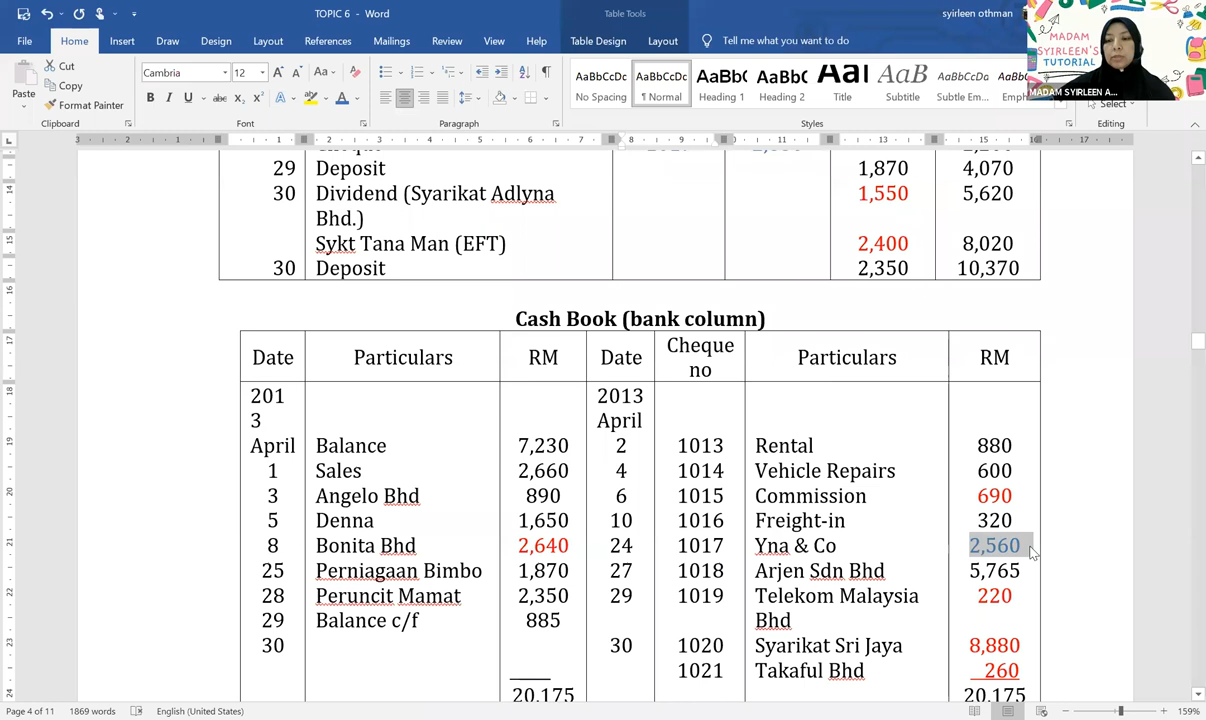 TOPIC 6 - Word
Table Tools
syirleen othman
File Home Insert Draw Design Layout References Mailings Review View Help Table Design Layout Tell me what you want to do
MADAM
SYIRLEEN'S
TUTORIAL
MADAM SYIRLEEN A...
Paste
Cut
Copy
Format Painter
Clipboard
Cambria 12
Font
Paragraph
AaBbCcDc No Spacing
AaBbCcDc ¶ Normal
AaBbC Heading 1
AaBbC Heading 2
AaI Title
AaB Subtitle
AaBbCcDc Subtle Em...
Styles
Select
Editing
29 Deposit 1,870 4,070
30 Dividend (Syarikat Adlyna 1,550 5,620
Bhd.)
Sykt Tana Man (EFT) 2,400 8,020
30 Deposit 2,350 10,370
Cash Book (bank column)
Date Particulars RM Date Cheque no Particulars RM
201 2013
3 April
April Balance 7,230 2 1013 Rental 880
1 Sales 2,660 4 1014 Vehicle Repairs 600
3 Angelo Bhd 890 6 1015 Commission 690
5 Denna 1,650 10 1016 Freight-in 320
8 Bonita Bhd 2,640 24 1017 Yna & Co 2,560
25 Perniagaan Bimbo 1,870 27 1018 Arjen Sdn Bhd 5,765
28 Peruncit Mamat 2,350 29 1019 Telekom Malaysia 220
29 Balance c/f 885 Bhd
30 30 1020 Syarikat Sri Jaya 8,880
1021 Takaful Bhd 260
20,175 20,175
Page 4 of 11 1869 words English (United States) 159%